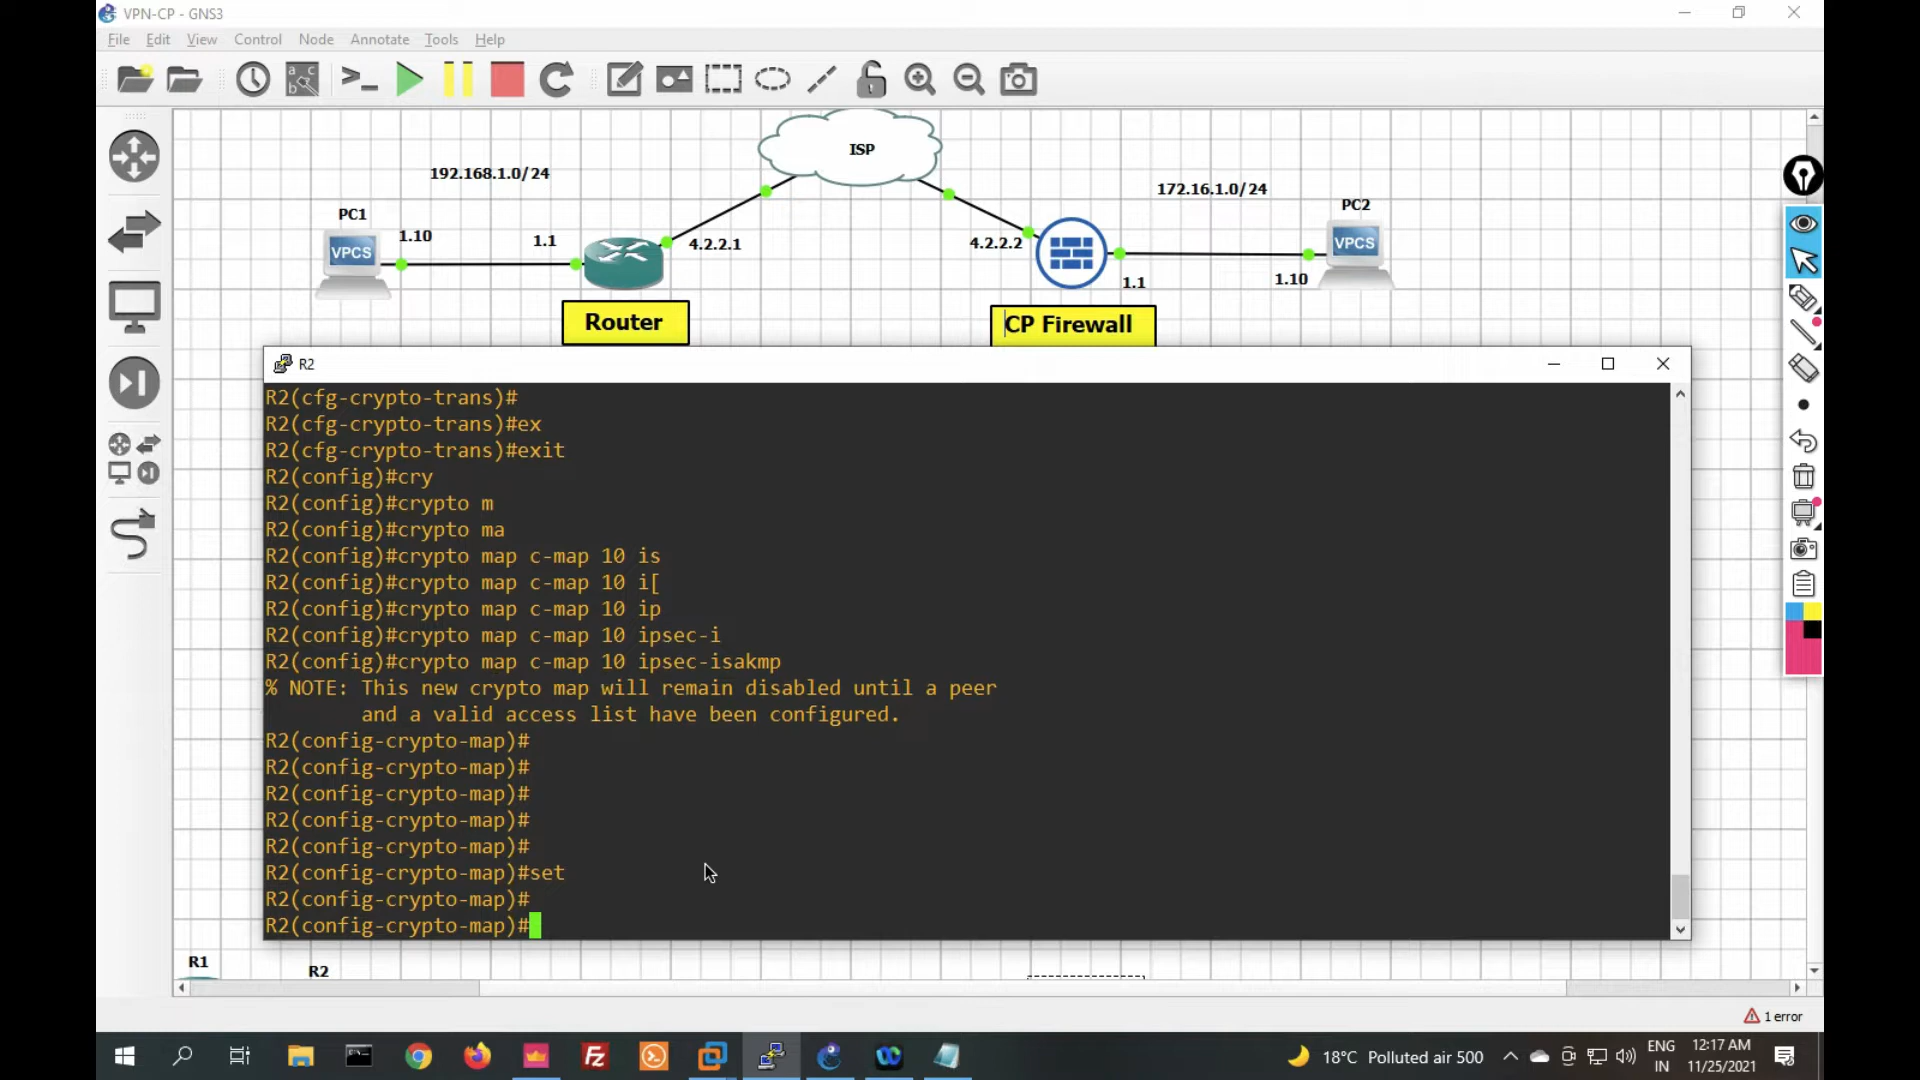 VPN-CP - GNS3
File Edit View Control Node Annotate Tools Help
ISP
192.168.1.0/24
172.16.1.0/24
PC1
PC2
VPCS
1.10
1.1
4.2.2.1
4.2.2.2
VPCS
1.1
1.10
Router
CP Firewall
R2
R2(cfg-crypto-trans)#
R2(cfg-crypto-trans)#ex
R2(cfg-crypto-trans)#exit
R2(config)#cry
R2(config)#crypto m
R2(config)#crypto ma
R2(config)#crypto map c-map 10 is
R2(config)#crypto map c-map 10 i[
R2(config)#crypto map c-map 10 ip
R2(config)#crypto map c-map 10 ipsec-i
R2(config)#crypto map c-map 10 ipsec-isakmp
% NOTE: This new crypto map will remain disabled until a peer
and a valid access list have been configured.
R2(config-crypto-map)#
R2(config-crypto-map)#
R2(config-crypto-map)#
R2(config-crypto-map)#
R2(config-crypto-map)#
R2(config-crypto-map)#set
R2(config-crypto-map)#
R2(config-crypto-map)#
R1
R2
1 error
18°C Polluted air 500
ENG
IN
12:17 AM
11/25/2021